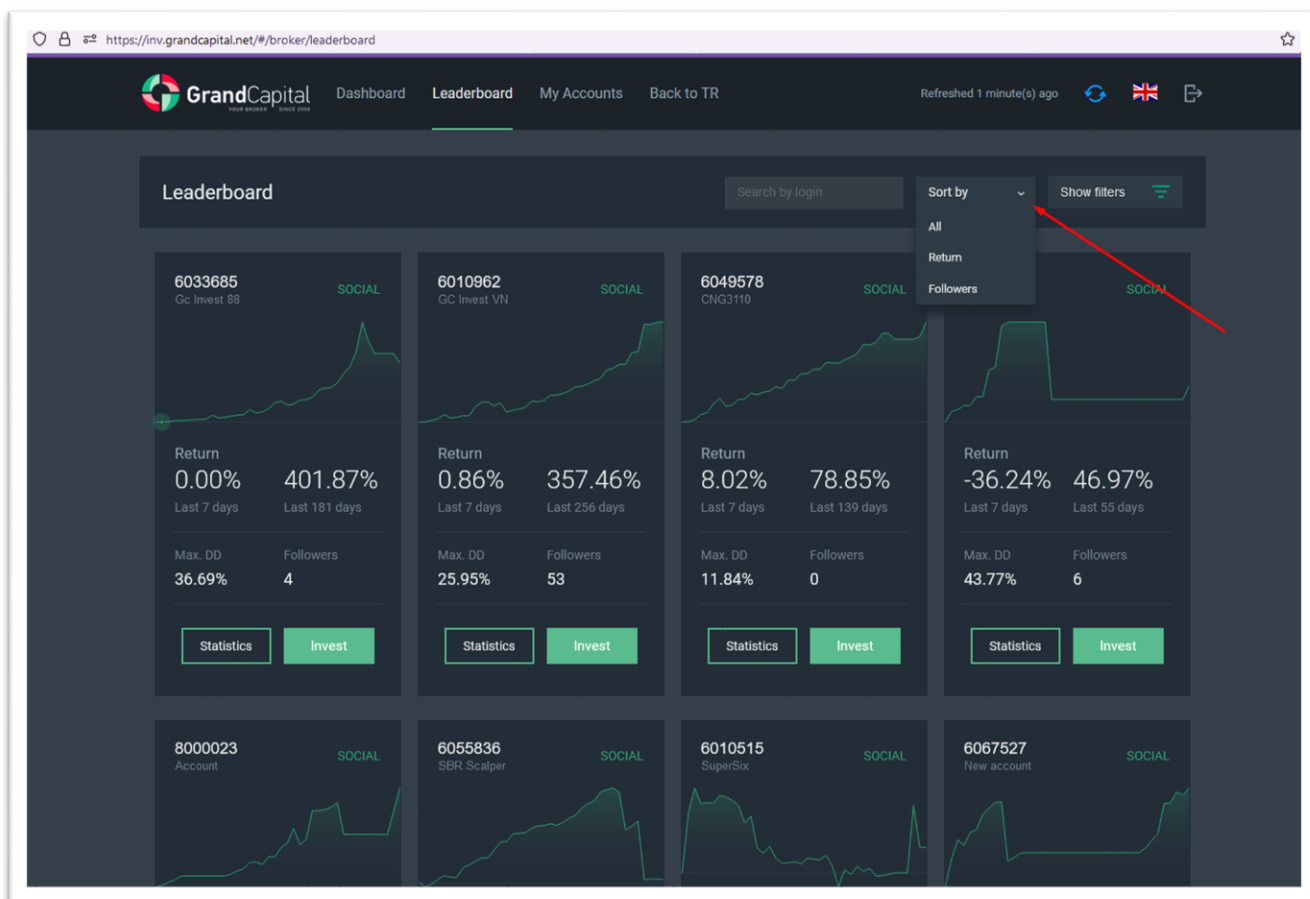 https://inv.grandcapital.net/#/broker/leaderboard
GrandCapital
YOUR BROKER SINCE 2006
Dashboard Leaderboard My Accounts Back to TR
Refreshed 1 minute(s) ago
Leaderboard
Search by login
Sort by
Show filters
All
Return
Followers
6033685
Gc Invest 88
SOCIAL
6010962
GC Invest VN
SOCIAL
6049578
CNG3110
SOCIAL
SOCIAL
Return
0.00% 401.87%
Last 7 days Last 181 days
Max. DD Followers
36.69% 4
Statistics Invest
Return
0.86% 357.46%
Last 7 days Last 256 days
Max. DD Followers
25.95% 53
Statistics Invest
Return
8.02% 78.85%
Last 7 days Last 139 days
Max. DD Followers
11.84% 0
Statistics Invest
Return
-36.24% 46.97%
Last 7 days Last 55 days
Max. DD Followers
43.77% 6
Statistics Invest
8000023
Account
SOCIAL
6055836
SBR Scalper
SOCIAL
6010515
SuperSix
SOCIAL
6067527
New account
SOCIAL